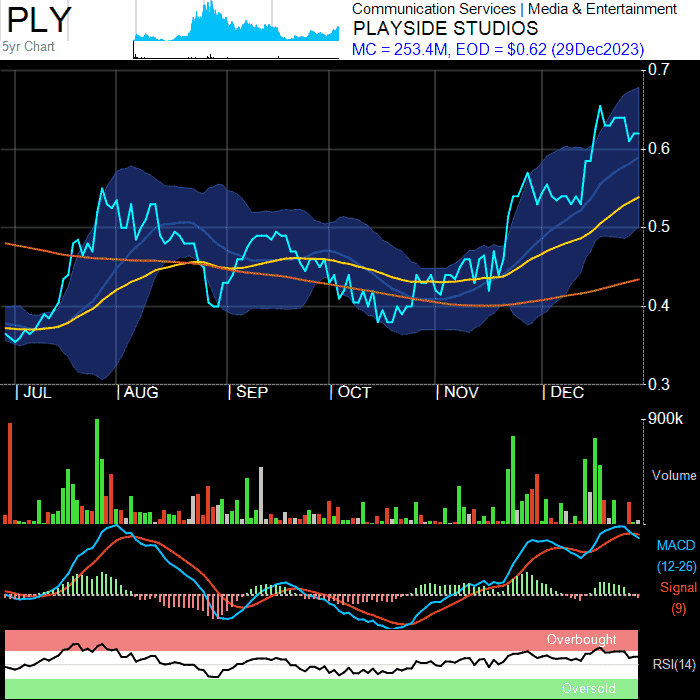 PLY
5yr Chart
Communication Services | Media & Entertainment
PLAYSIDE STUDIOS
MC = 253.4M, EOD = $0.62 (29Dec2023)
0.7
0.6
0.5
0.4
0.3
| JUL | AUG | SEP | OCT | NOV | DEC
900k
Volume
MACD
(12-26)
Signal
(9)
Overbought
RSI(14)
Oversold